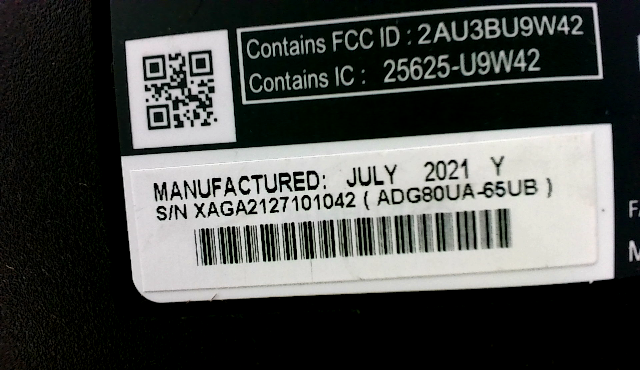 Contains FCC ID : 2AU3BU9W42
Contains IC : 25625-U9W42
MANUFACTURED: JULY 2021 Y
S/N XAGA2127101042 ( ADG80UA-65UB )